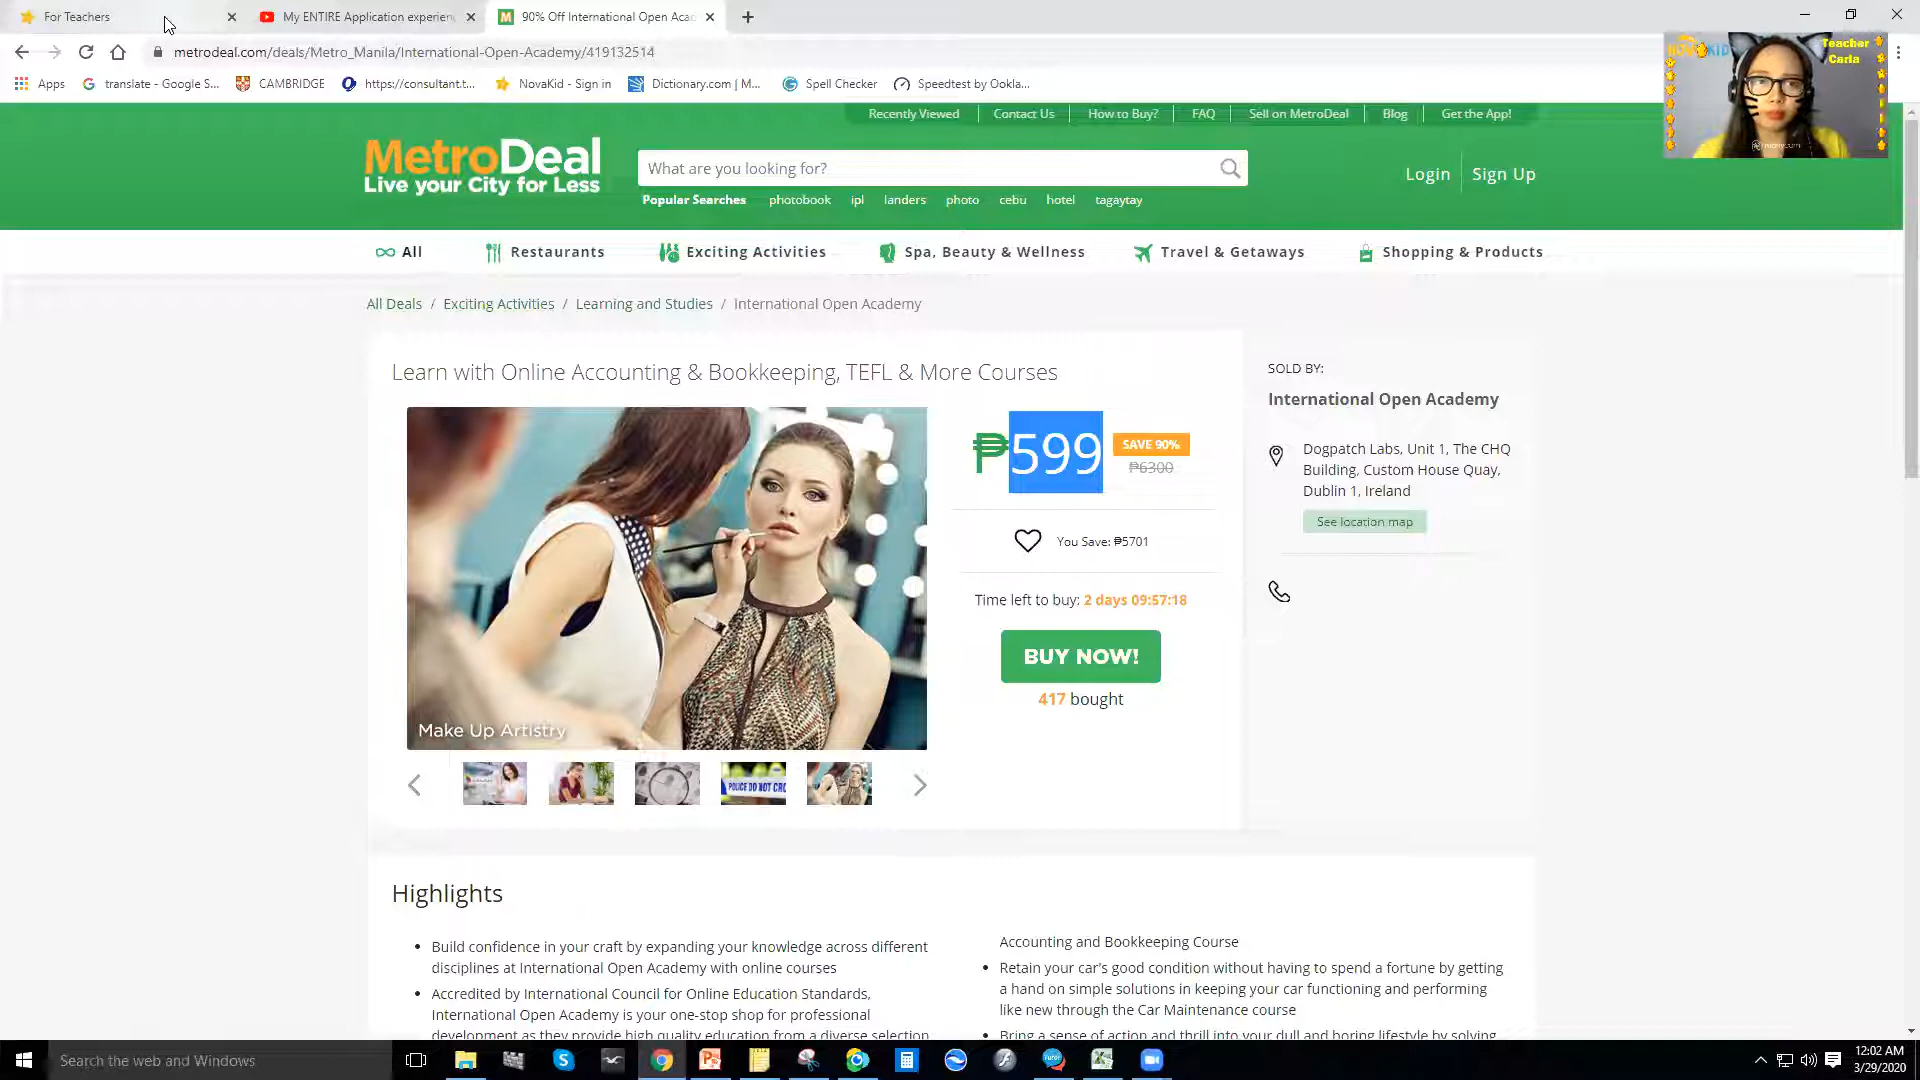 For Teachers
My ENTIRE Application experien
90% Off International Open Aca
metrodeal.com/deals/Metro_Manila/International-Open-Academy/419132514
Apps
translate - Google S...
CAMBRIDGE
https://consultant.t...
NovaKid - Sign in
Dictionary.com | M...
Spell Checker
Speedtest by Ookla...
Teacher
Carla
Recently Viewed
Contact Us
How to Buy?
FAQ
Sell on MetroDeal
Blog
Get the App!
MetroDeal
Live your City for Less
What are you looking for?
Login
Sign Up
Popular Searches photobook ipl landers photo cebu hotel tagaytay
All
Restaurants
Exciting Activities
Spa, Beauty & Wellness
Travel & Getaways
Shopping & Products
All Deals / Exciting Activities / Learning and Studies / International Open Academy
Learn with Online Accounting & Bookkeeping, TEFL & More Courses
Make Up Artistry
POLICE DO NOT CRO
₱599
SAVE 90%
₱6300
You Save: ₱5701
Time left to buy: 2 days 09:57:18
BUY NOW!
417 bought
SOLD BY:
International Open Academy
Dogpatch Labs, Unit 1, The CHQ
Building, Custom House Quay,
Dublin 1, Ireland
See location map
Highlights
• Build confidence in your craft by expanding your knowledge across different
disciplines at International Open Academy with online courses
• Accredited by International Council for Online Education Standards,
International Open Academy is your one-stop shop for professional
development as they provide high quality education from a diverse selection
Accounting and Bookkeeping Course
• Retain your car's good condition without having to spend a fortune by getting
a hand on simple solutions in keeping your car functioning and performing
like new through the Car Maintenance course
• Bring a sense of action and thrill into your dull and boring lifestyle by solving
Search the web and Windows
12:02 AM
3/29/2020